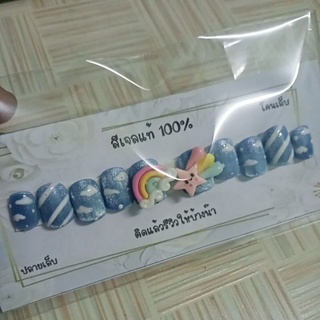 โคนเล็บ
สีเจลแท้ 100%
ติดแล้วรีวิวให้บ้างน๊า
ปลายเล็บ